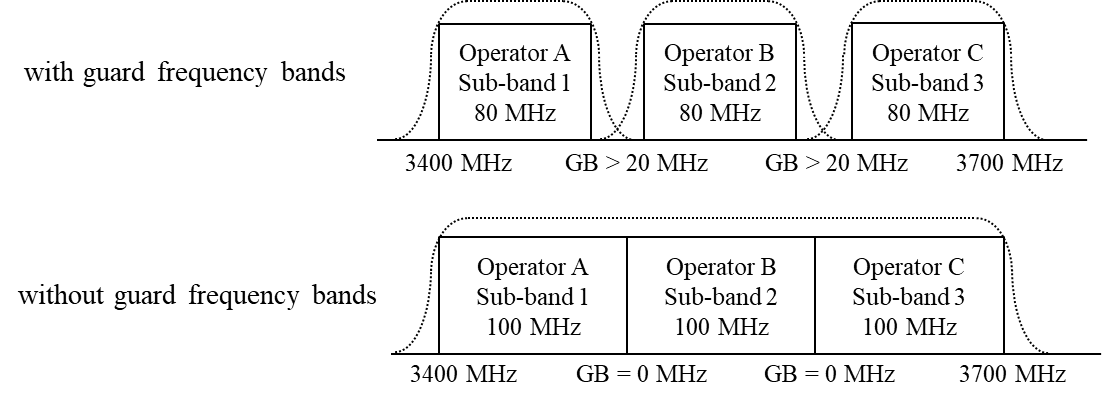 with guard frequency bands
Operator A
Sub-band 1
80 MHz
Operator B
Sub-band 2
80 MHz
Operator C
Sub-band 3
80 MHz
3400 MHz
GB > 20 MHz
GB > 20 MHz
3700 MHz
without guard frequency bands
Operator A
Sub-band 1
100 MHz
Operator B
Sub-band 2
100 MHz
Operator C
Sub-band 3
100 MHz
3400 MHz
GB = 0 MHz
GB = 0 MHz
3700 MHz